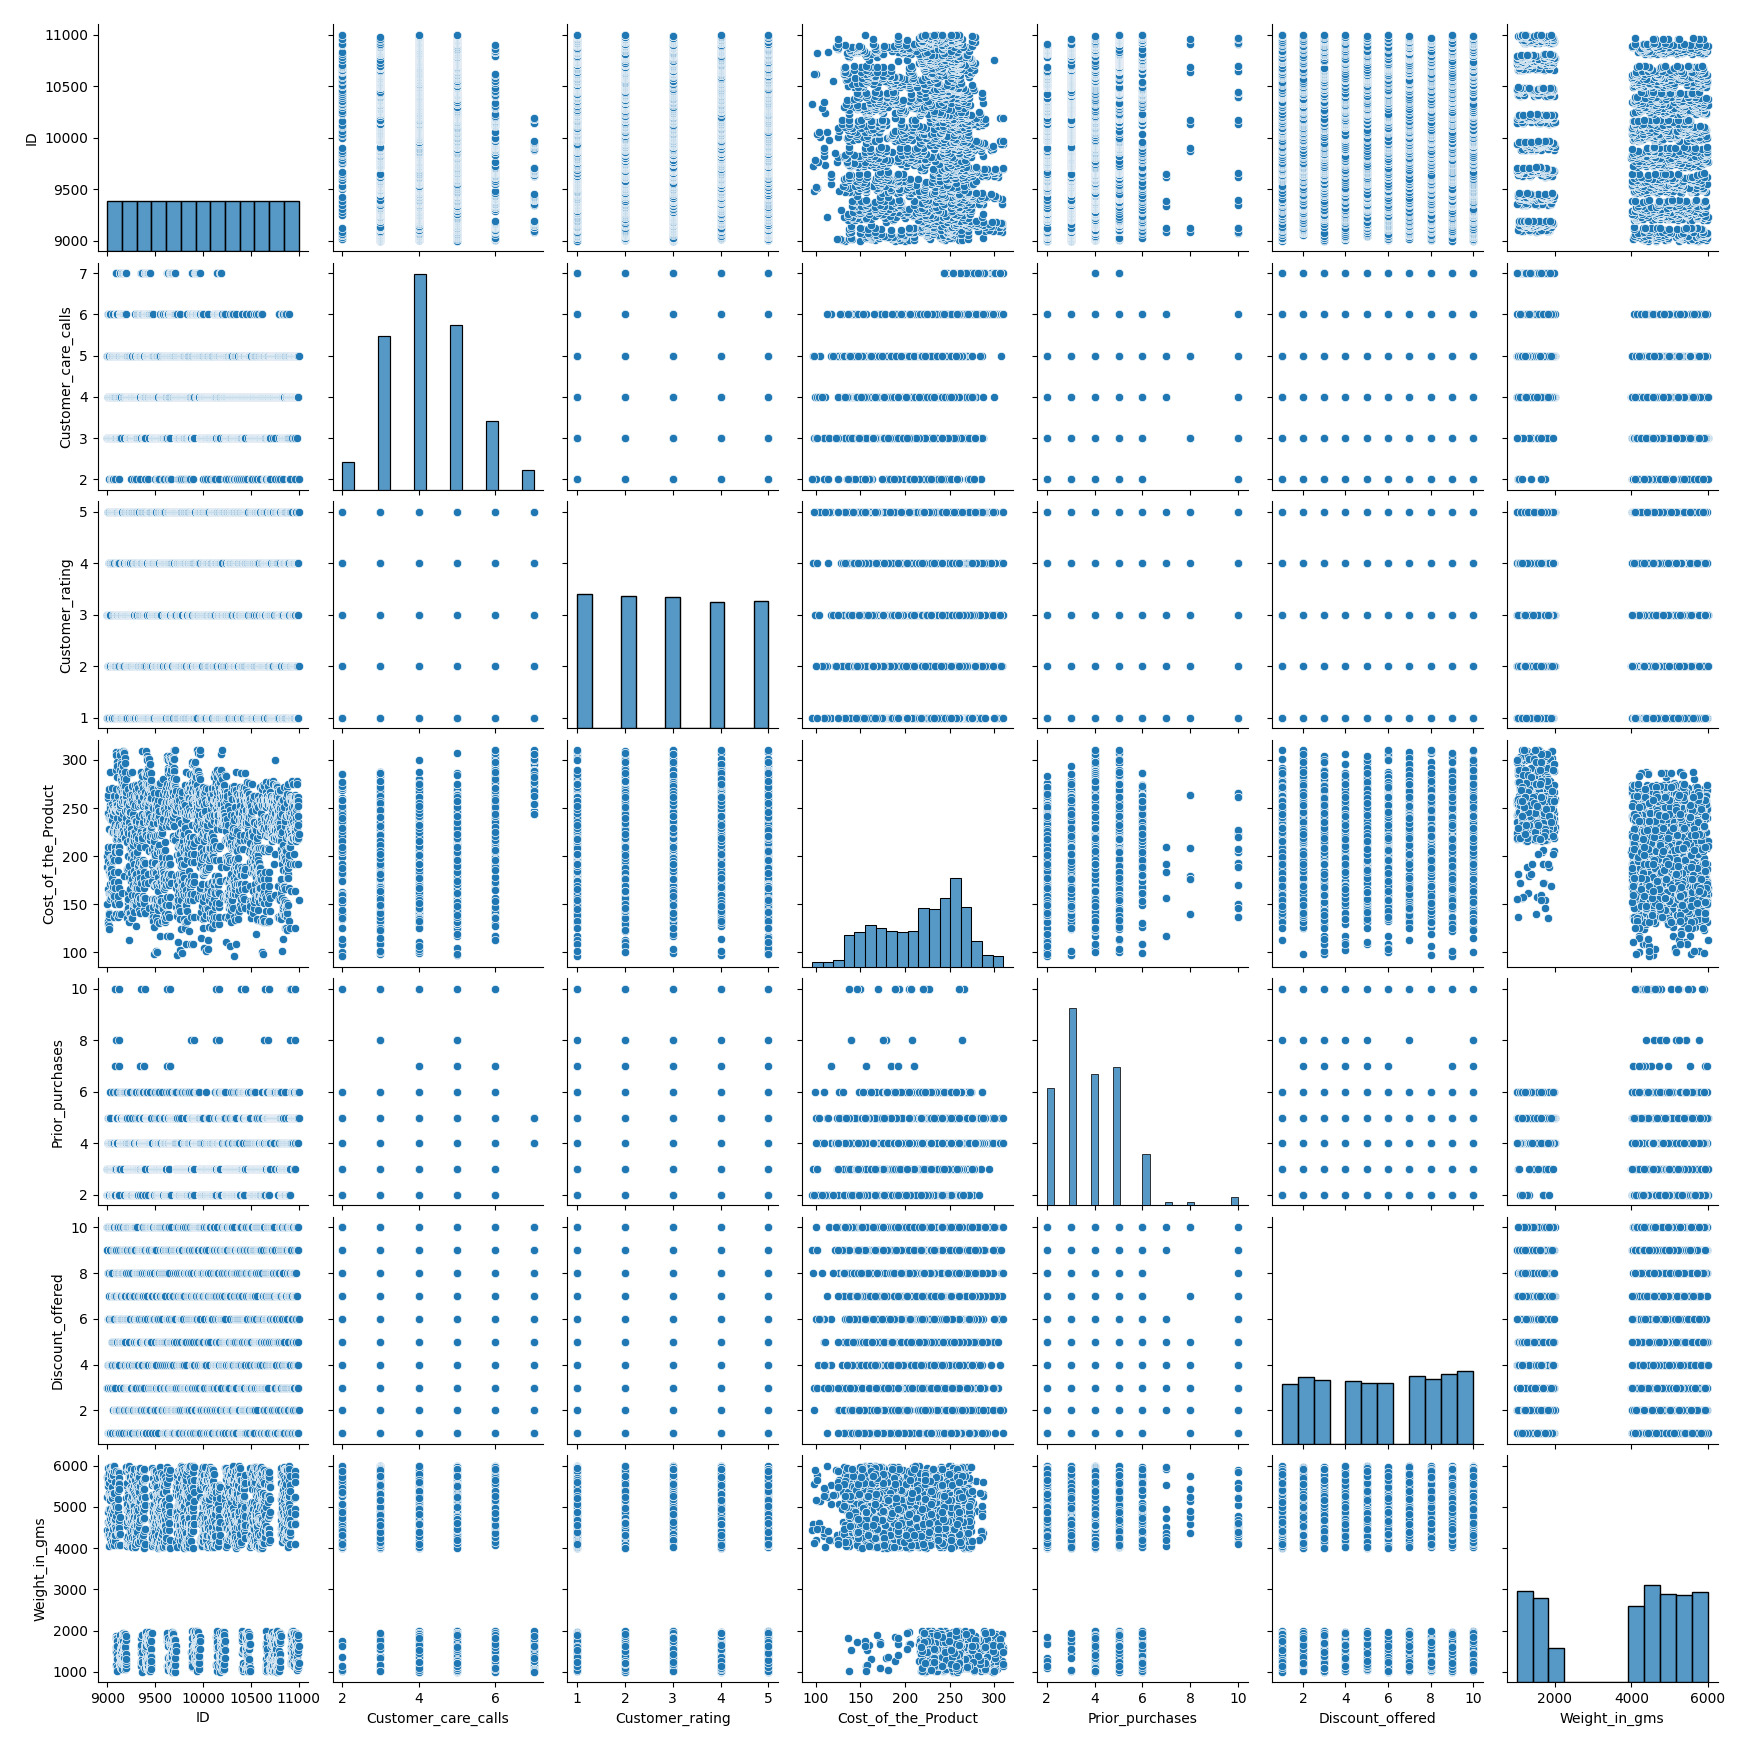 11000
10500
10000
9500
9000
ID
7
6
5
4
3
2
Customer_care_calls
5
4
3
2
1
Customer_rating
300
250
200
150
100
Cost_of_the_Product
10
8
6
4
2
Prior_purchases
10
8
6
4
2
Discount_offered
6000
5000
4000
3000
2000
1000
Weight_in_gms
9000 9500 10000 10500 11000
ID
2 4 6
Customer_care_calls
1 2 3 4 5
Customer_rating
100 150 200 250 300
Cost_of_the_Product
2 4 6 8 10
Prior_purchases
2 4 6 8 10
Discount_offered
2000 4000 6000
Weight_in_gms